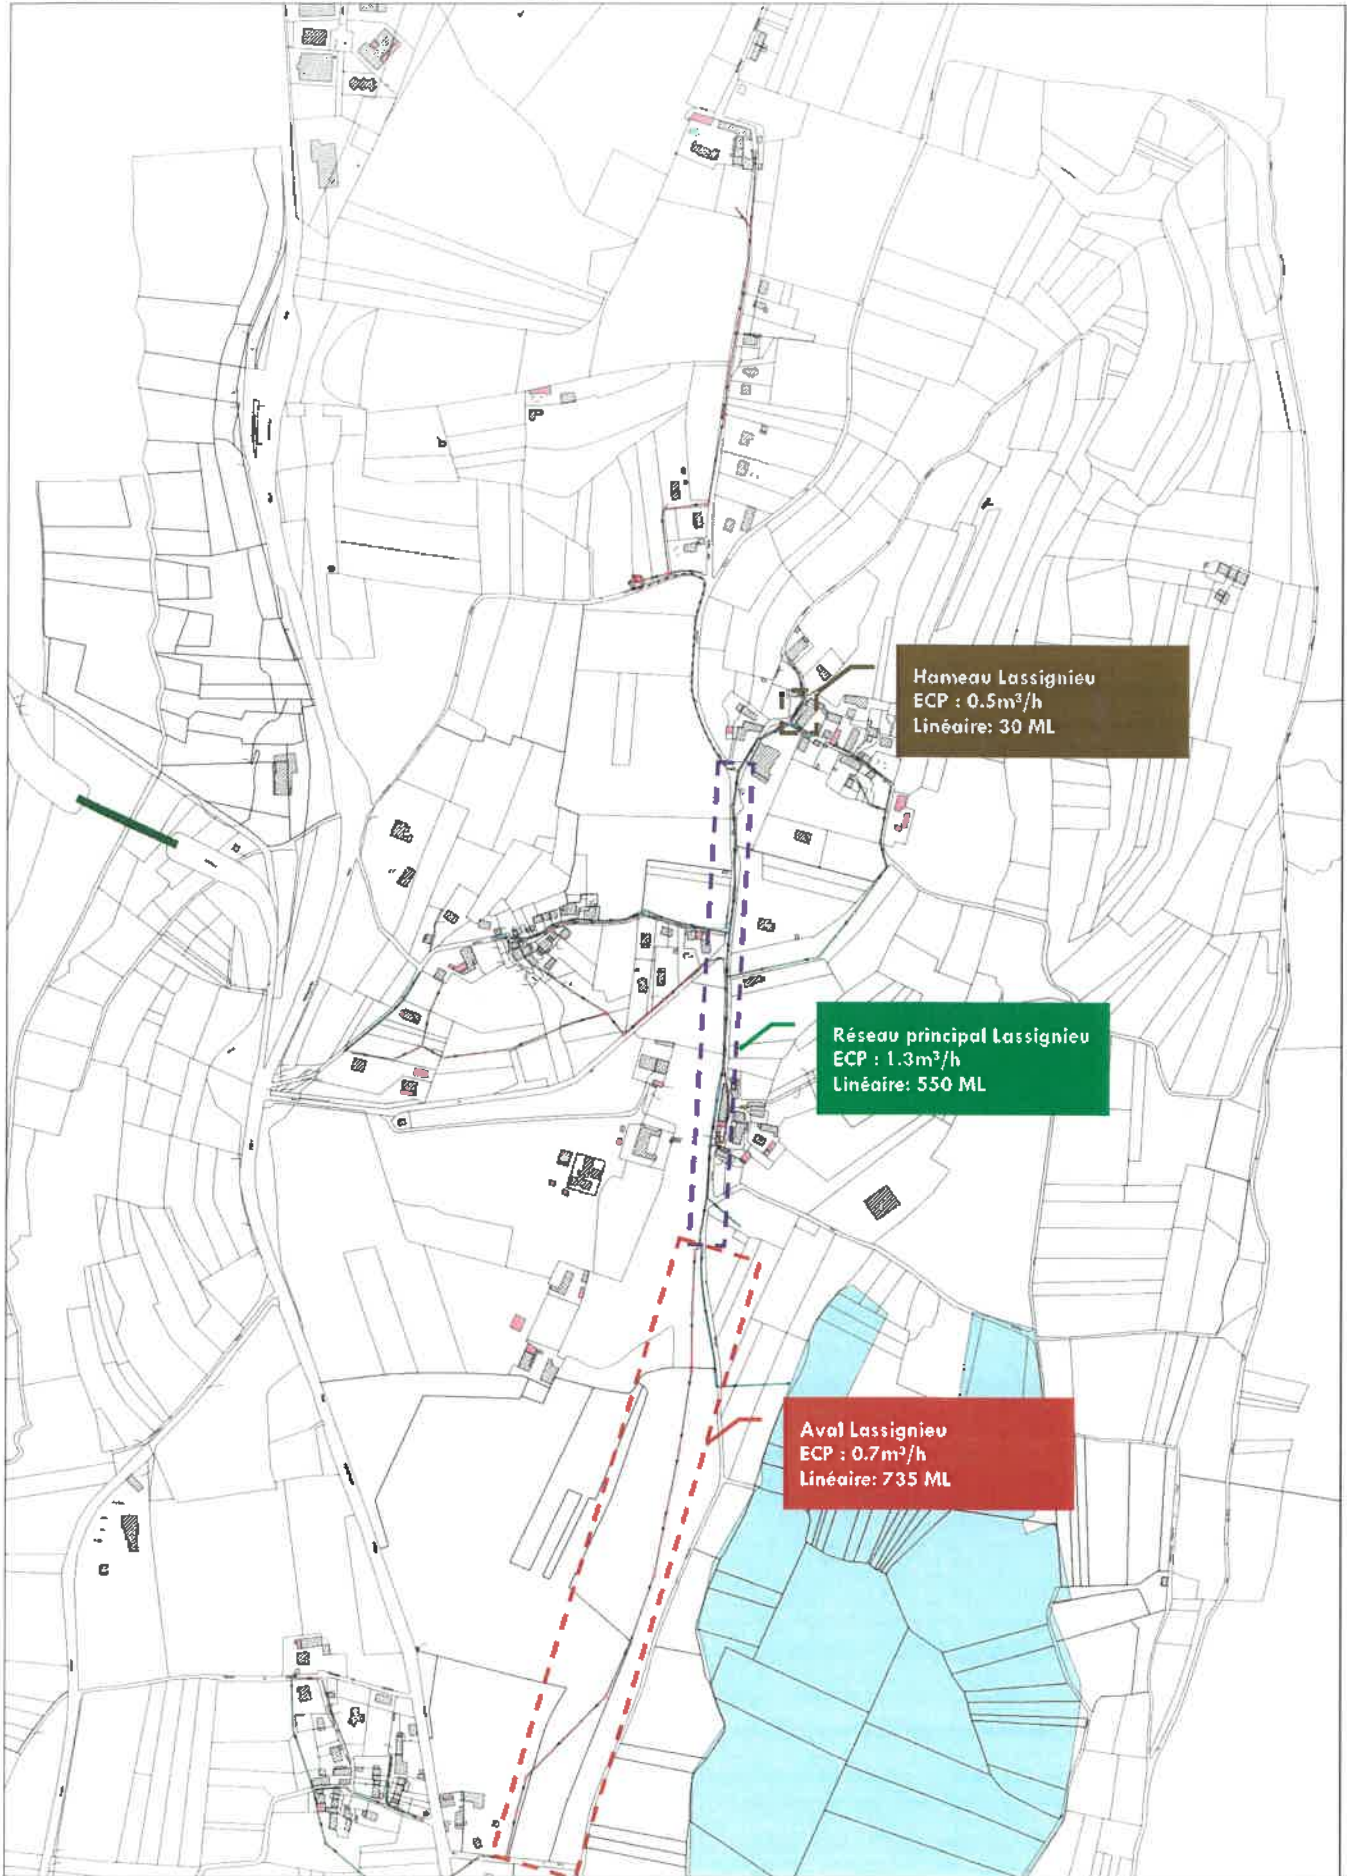 Hameau Lassignieu
ECP : 0.5m³/h
Linéaire: 30 ML
Réseau principal Lassignieu
ECP : 1.3m³/h
Linéaire: 550 ML
Aval Lassignieu
ECP : 0.7m³/h
Linéaire: 735 ML